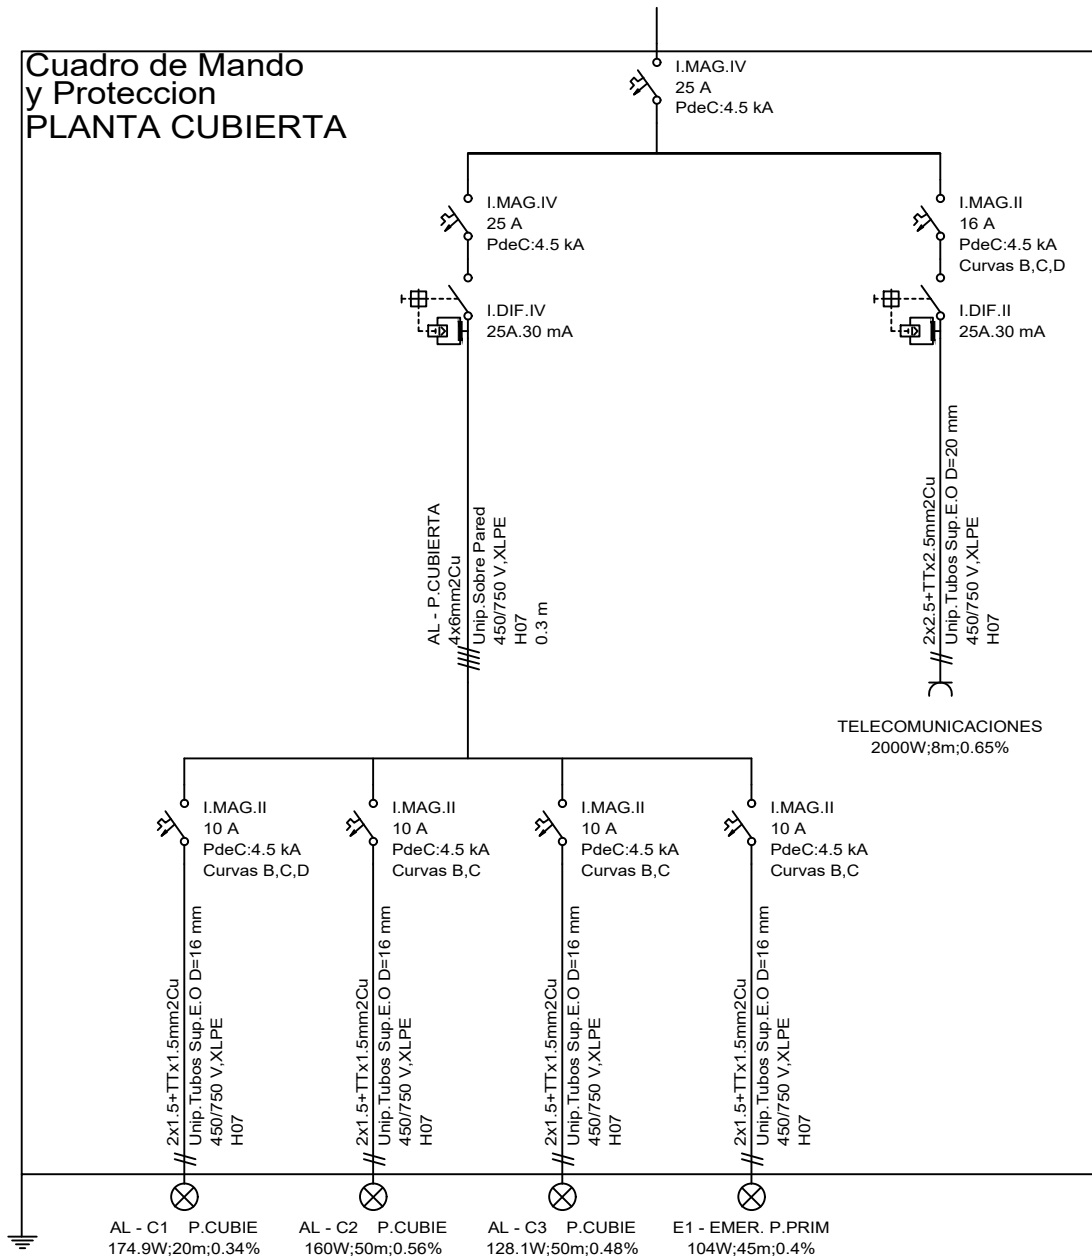 Cuadro de Mando
y Proteccion
PLANTA CUBIERTA
I.MAG.IV
25 A
PdeC:4.5 kA
I.MAG.IV
25 A
PdeC:4.5 kA
I.DIF.IV
25A.30 mA
I.MAG.II
16 A
PdeC:4.5 kA
Curvas B,C,D
I.DIF.II
25A.30 mA
AL - P.CUBIERTA
4x6mm2Cu
Unip.Sobre Pared
450/750 V,XLPE
H07
0.3 m
2x2.5+TTx2.5mm2Cu
Unip.Tubos Sup.E.O D=20 mm
450/750 V,XLPE
H07
TELECOMUNICACIONES
2000W;8m;0.65%
I.MAG.II
10 A
PdeC:4.5 kA
Curvas B,C,D
I.MAG.II
10 A
PdeC:4.5 kA
Curvas B,C
I.MAG.II
10 A
PdeC:4.5 kA
Curvas B,C
I.MAG.II
10 A
PdeC:4.5 kA
Curvas B,C
2x1.5+TTx1.5mm2Cu
Unip.Tubos Sup.E.O D=16 mm
450/750 V,XLPE
H07
2x1.5+TTx1.5mm2Cu
Unip.Tubos Sup.E.O D=16 mm
450/750 V,XLPE
H07
2x1.5+TTx1.5mm2Cu
Unip.Tubos Sup.E.O D=16 mm
450/750 V,XLPE
H07
2x1.5+TTx1.5mm2Cu
Unip.Tubos Sup.E.O D=16 mm
450/750 V,XLPE
H07
AL - C1 P.CUBIE
174.9W;20m;0.34%
AL - C2 P.CUBIE
160W;50m;0.56%
AL - C3 P.CUBIE
128.1W;50m;0.48%
E1 - EMER. P.PRIM
104W;45m;0.4%